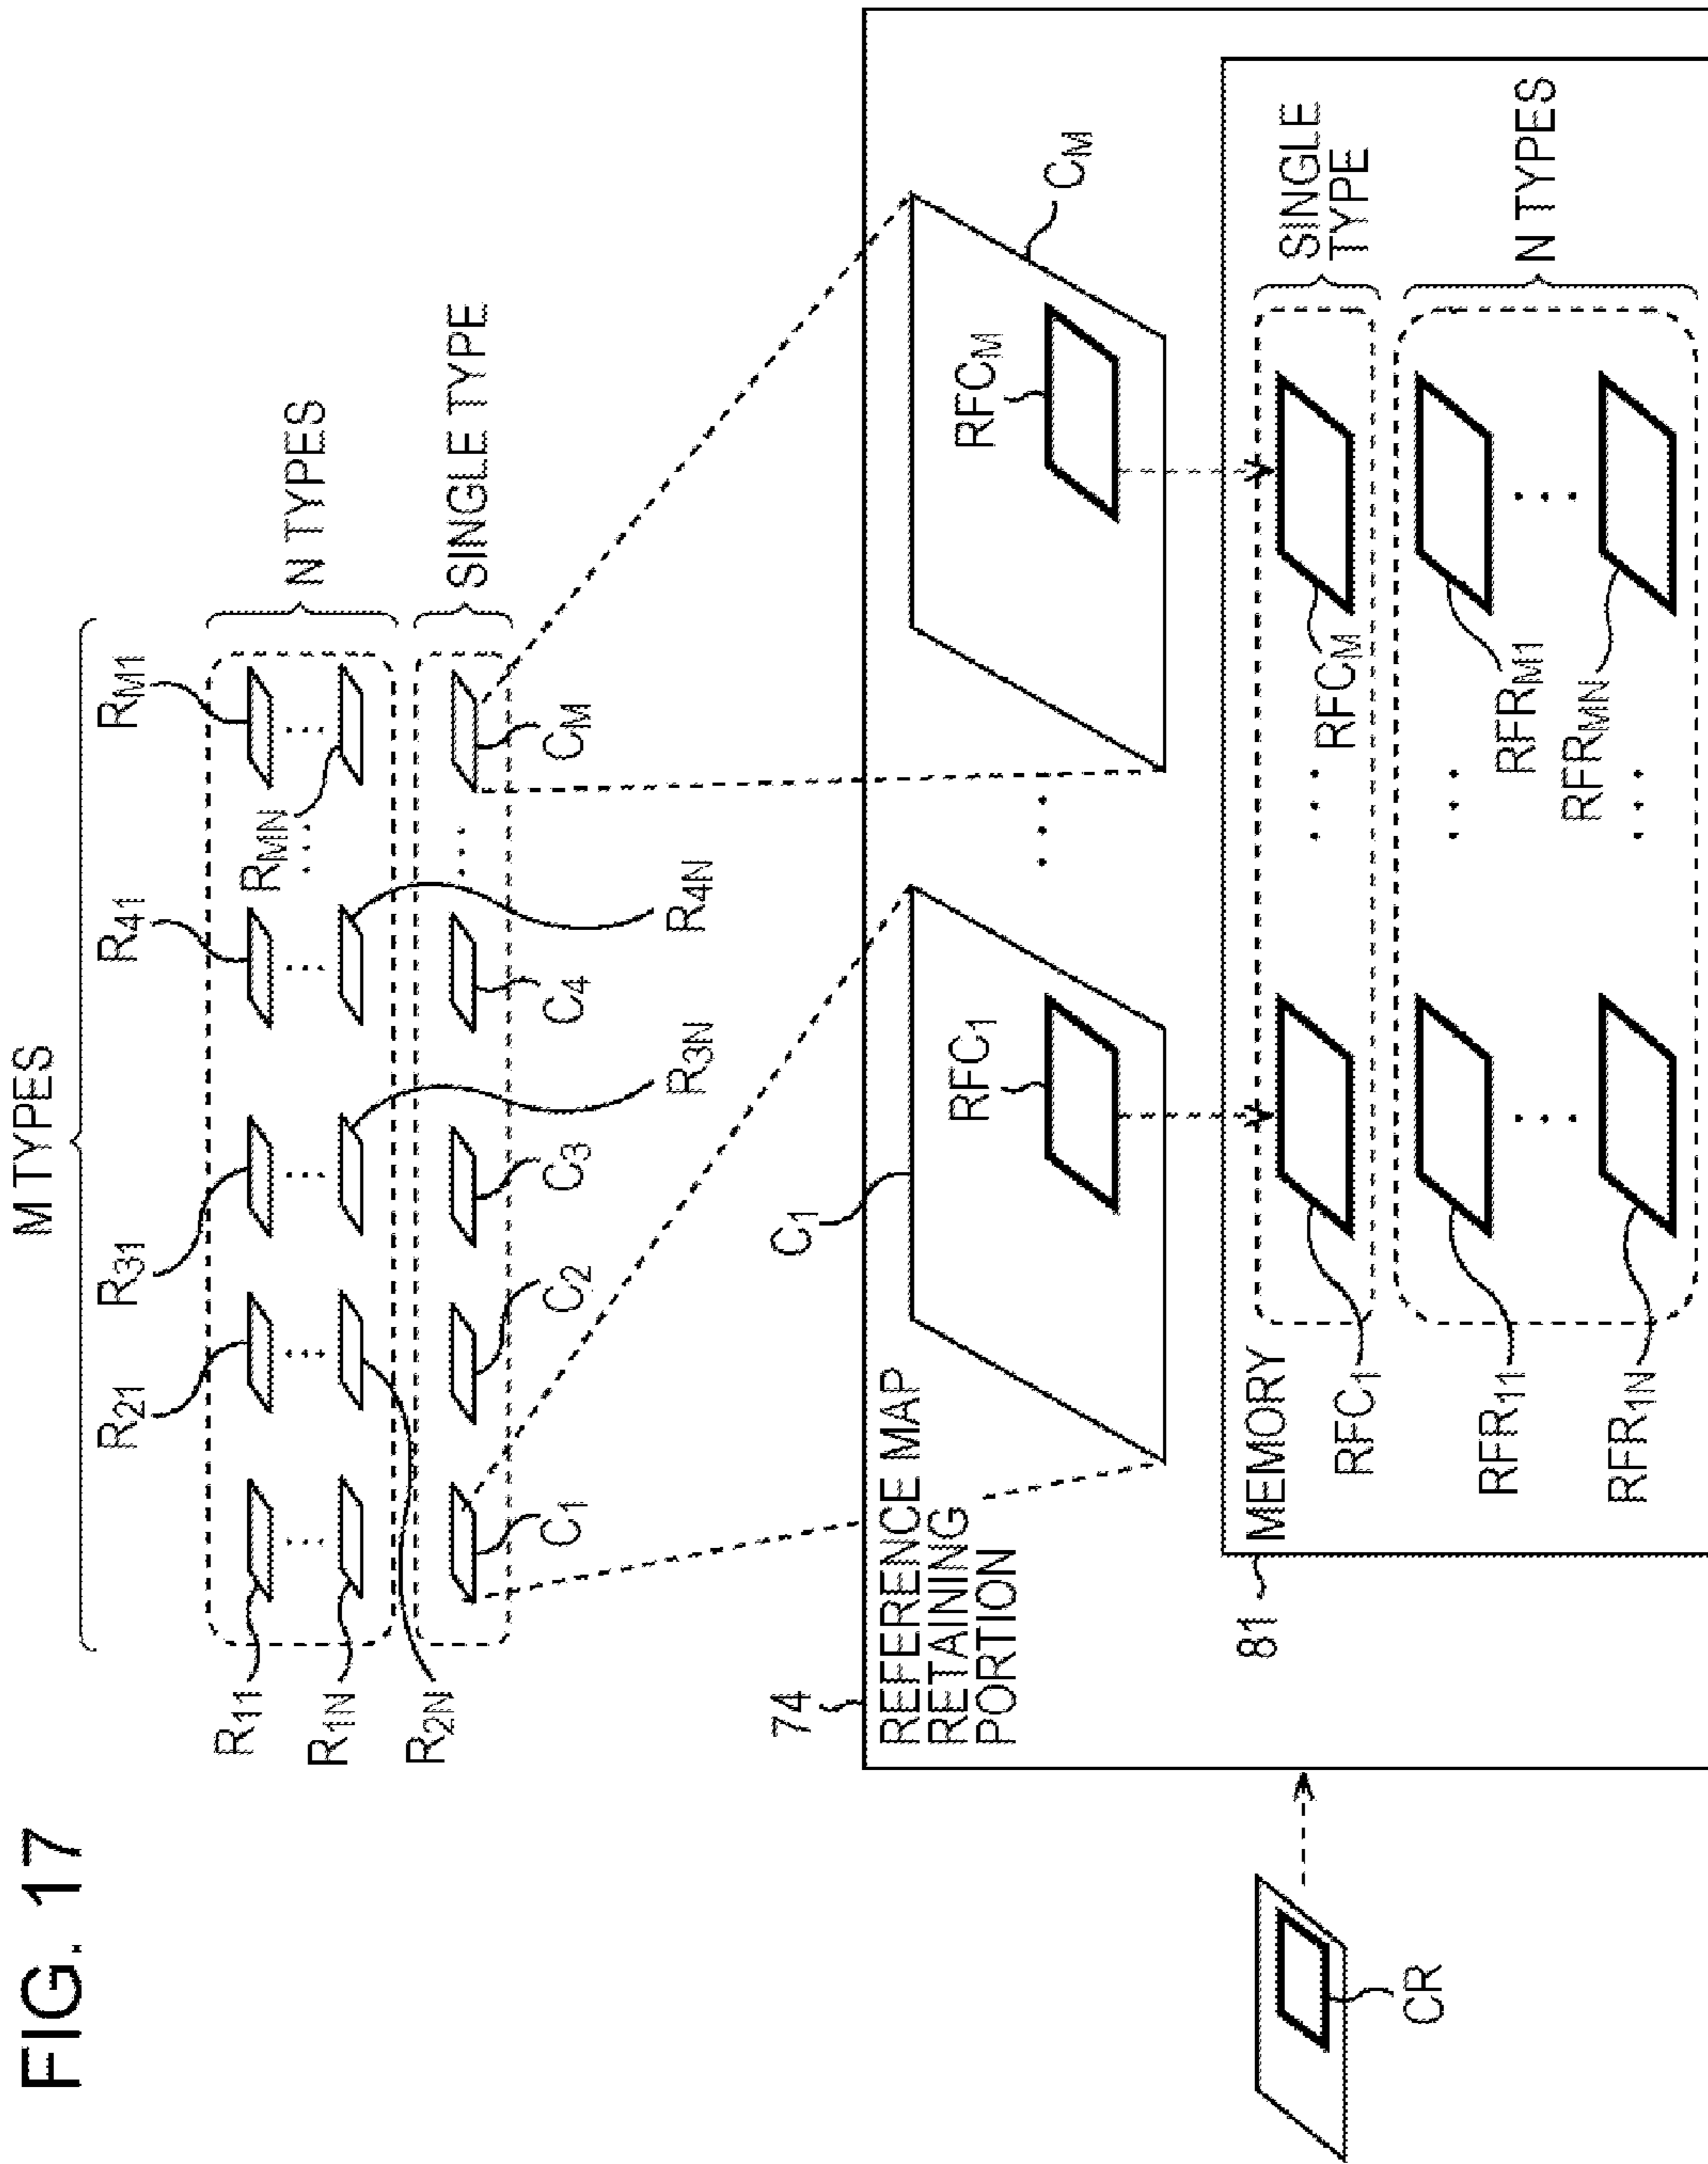 FIG. 17
M TYPES
R11
R21
R31
R41
RM1
R1N
R2N
R3N
R4N
RMN
N TYPES
C1
C2
C3
C4
CM
SINGLE TYPE
74
REFERENCE MAP
RETAINING
PORTION
C1
RFC1
CM
RFCM
CR
81
MEMORY
RFC1
RFCM
SINGLE
TYPE
RFR11
RFRM1
RFR1N
RFRMN
N TYPES